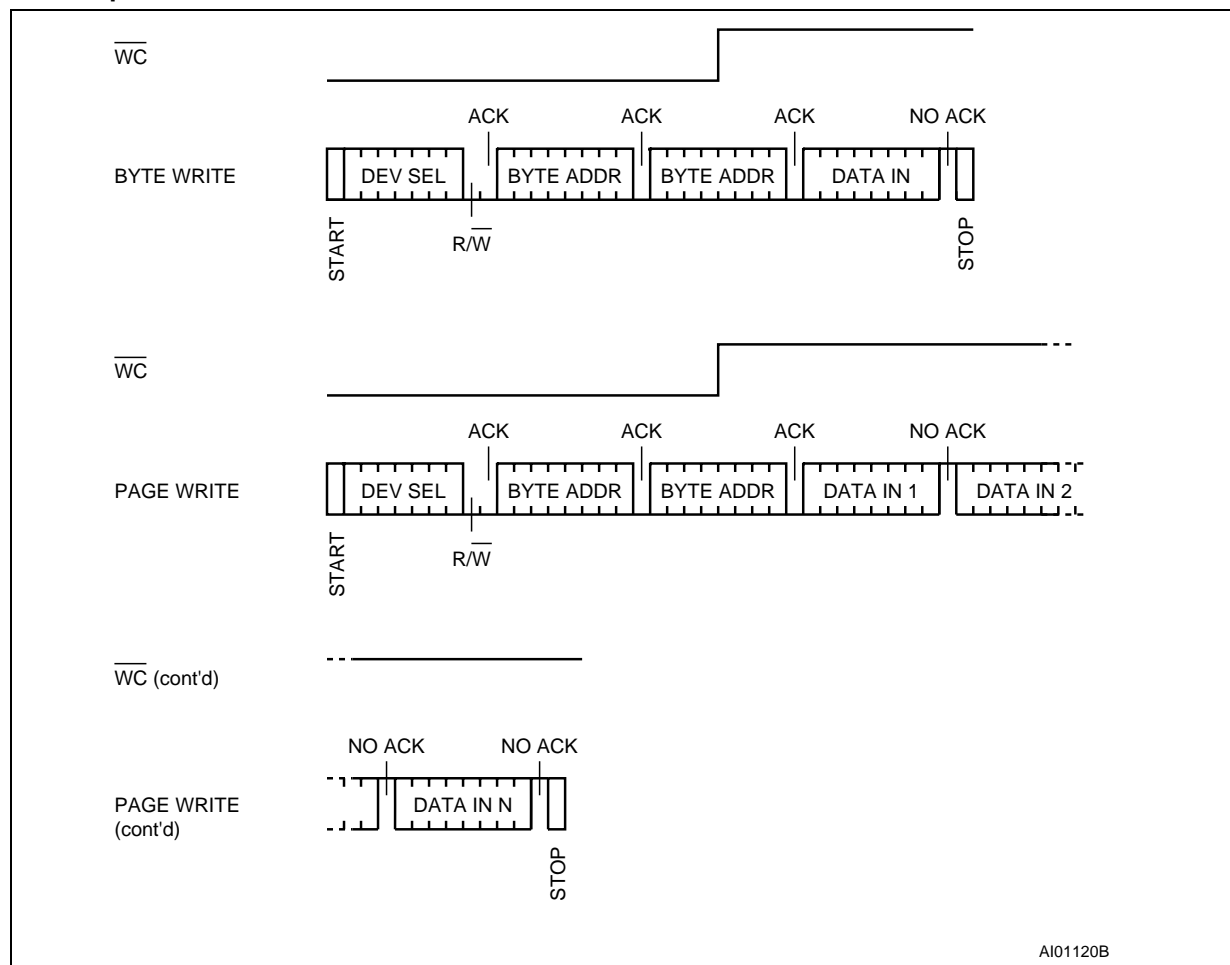 WC
ACK ACK ACK NO ACK
BYTE WRITE DEV SEL BYTE ADDR BYTE ADDR DATA IN
START R/W STOP
WC
ACK ACK ACK NO ACK
PAGE WRITE DEV SEL BYTE ADDR BYTE ADDR DATA IN 1 DATA IN 2
START R/W
WC (cont'd)
NO ACK NO ACK
PAGE WRITE DATA IN N
(cont'd)
STOP
AI01120B